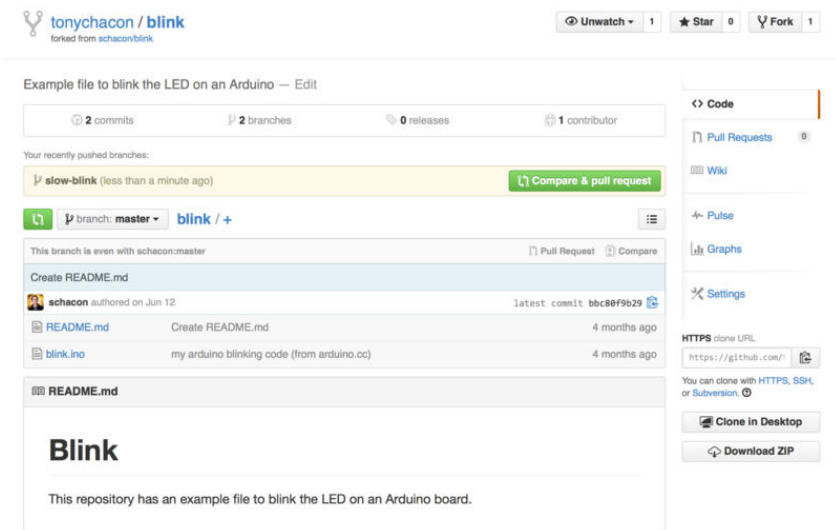 tonychacon / blink
forked from schacon/blink
Unwatch 1 Star 0 Fork 1
Example file to blink the LED on an Arduino — Edit
2 commits 2 branches 0 releases 1 contributor
Your recently pushed branches:
slow-blink (less than a minute ago) Compare & pull request
branch: master blink / +
This branch is even with schacon:master Pull Request Compare
Create README.md
schacon authored on Jun 12 latest commit bbc80f9b29
README.md Create README.md 4 months ago
blink.ino my arduino blinking code (from arduino.cc) 4 months ago
README.md
Blink
This repository has an example file to blink the LED on an Arduino board.
Code
Pull Requests 0
Wiki
Pulse
Graphs
Settings
HTTPS clone URL
https://github.com/
You can clone with HTTPS, SSH,
or Subversion.
Clone in Desktop
Download ZIP